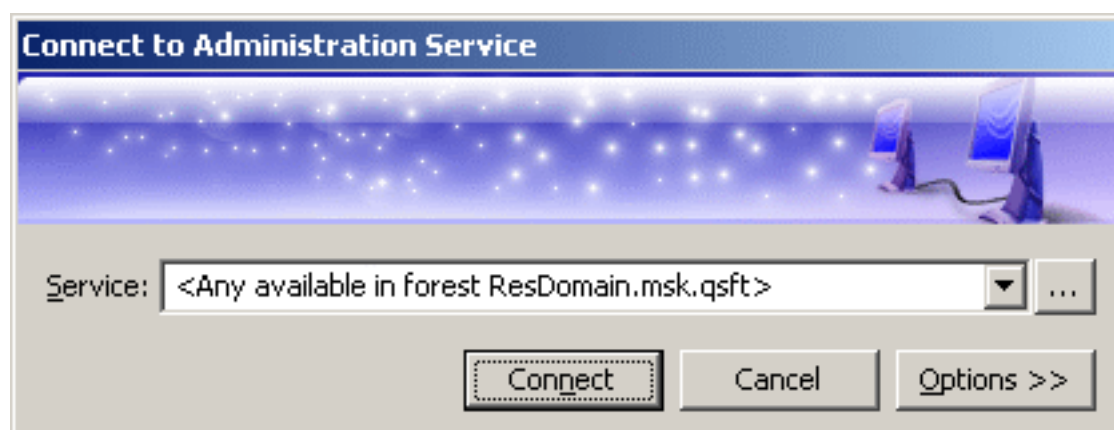 Connect to Administration Service
Service: <Any available in forest ResDomain.msk.qsft> ...
Connect Cancel Options >>